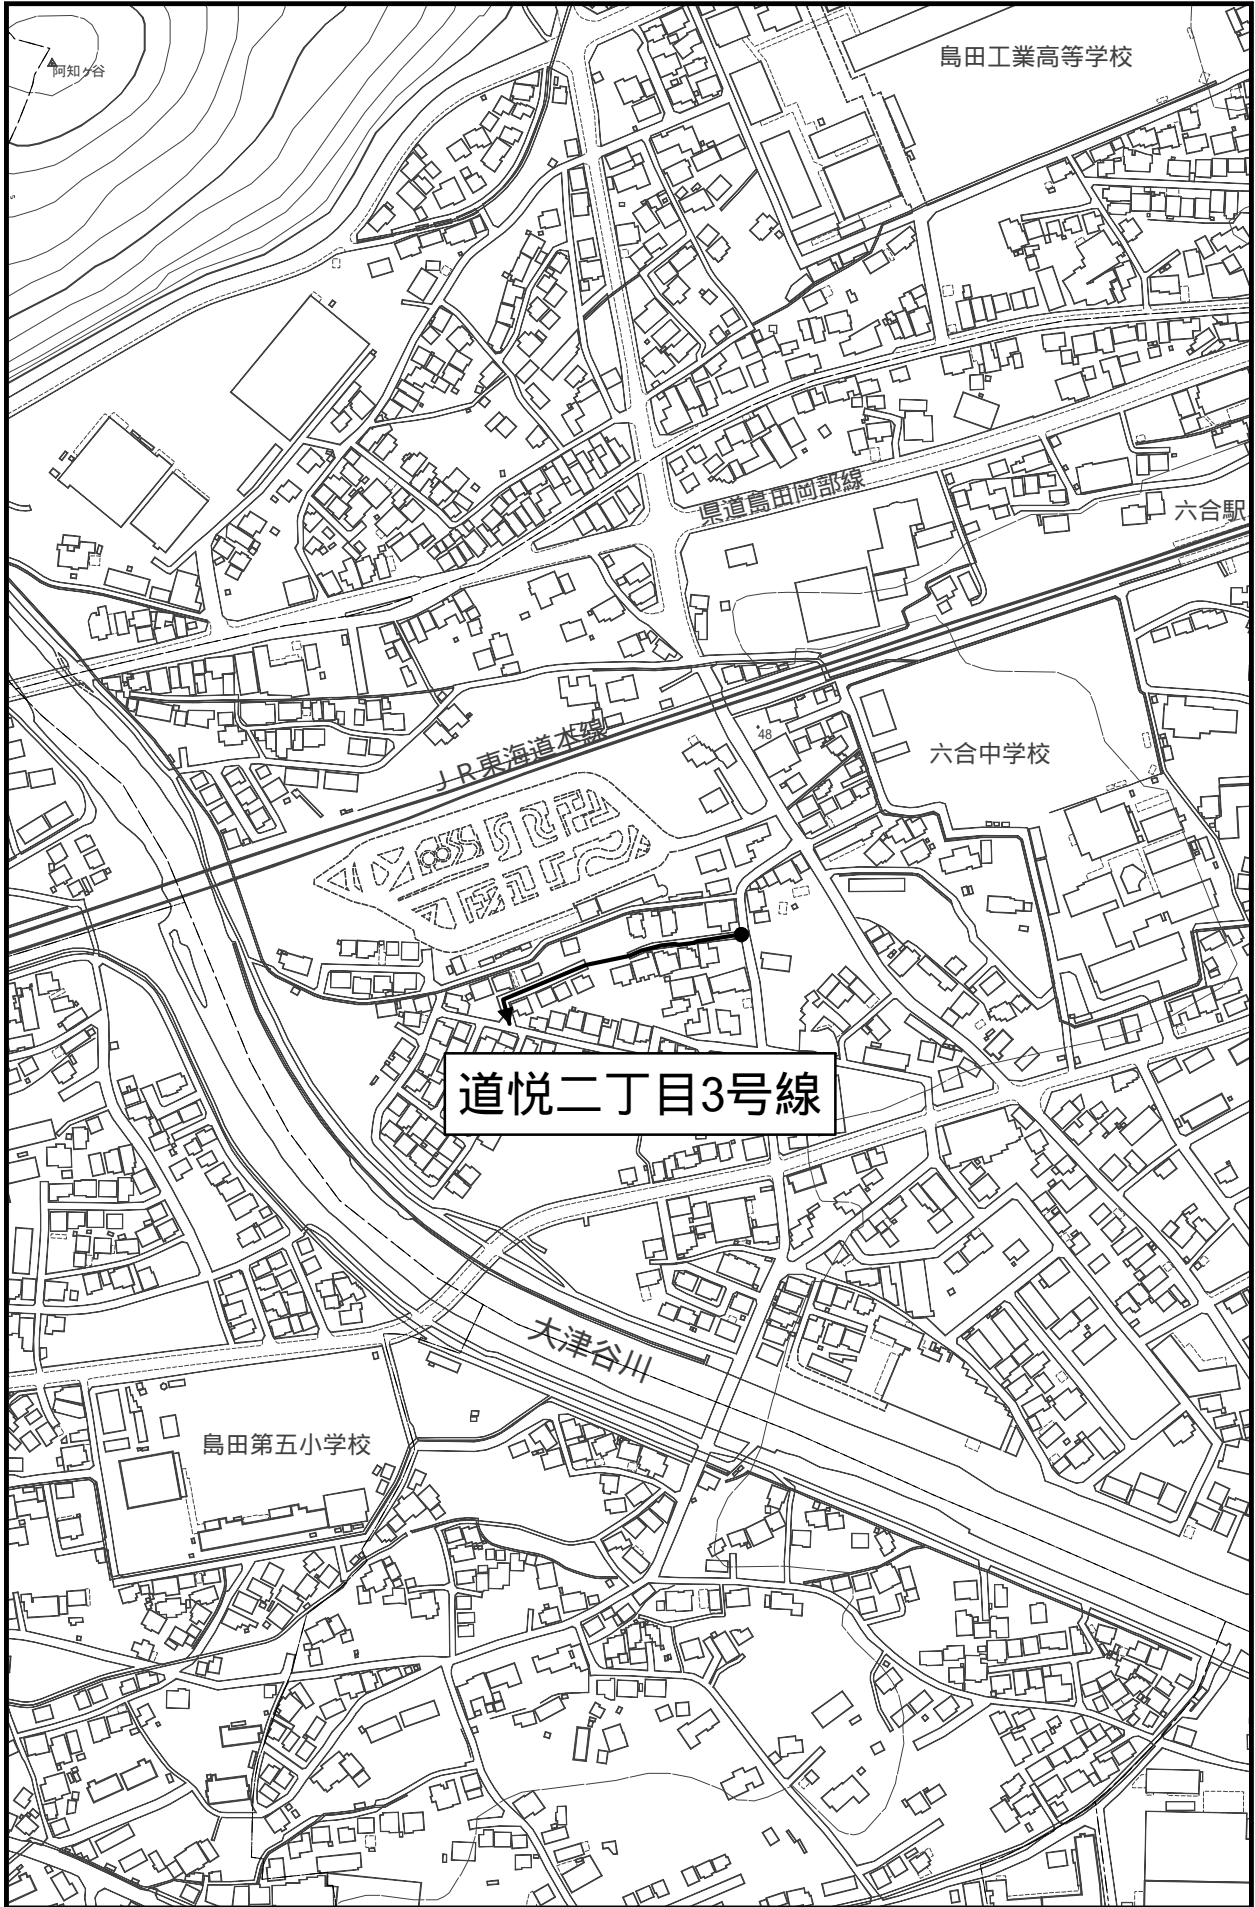 島田工業高等学校
阿知ヶ谷
県道島田岡部線
六合駅
48
ＪＲ東海道本線
六合中学校
道悦二丁目3号線
大津谷川
島田第五小学校